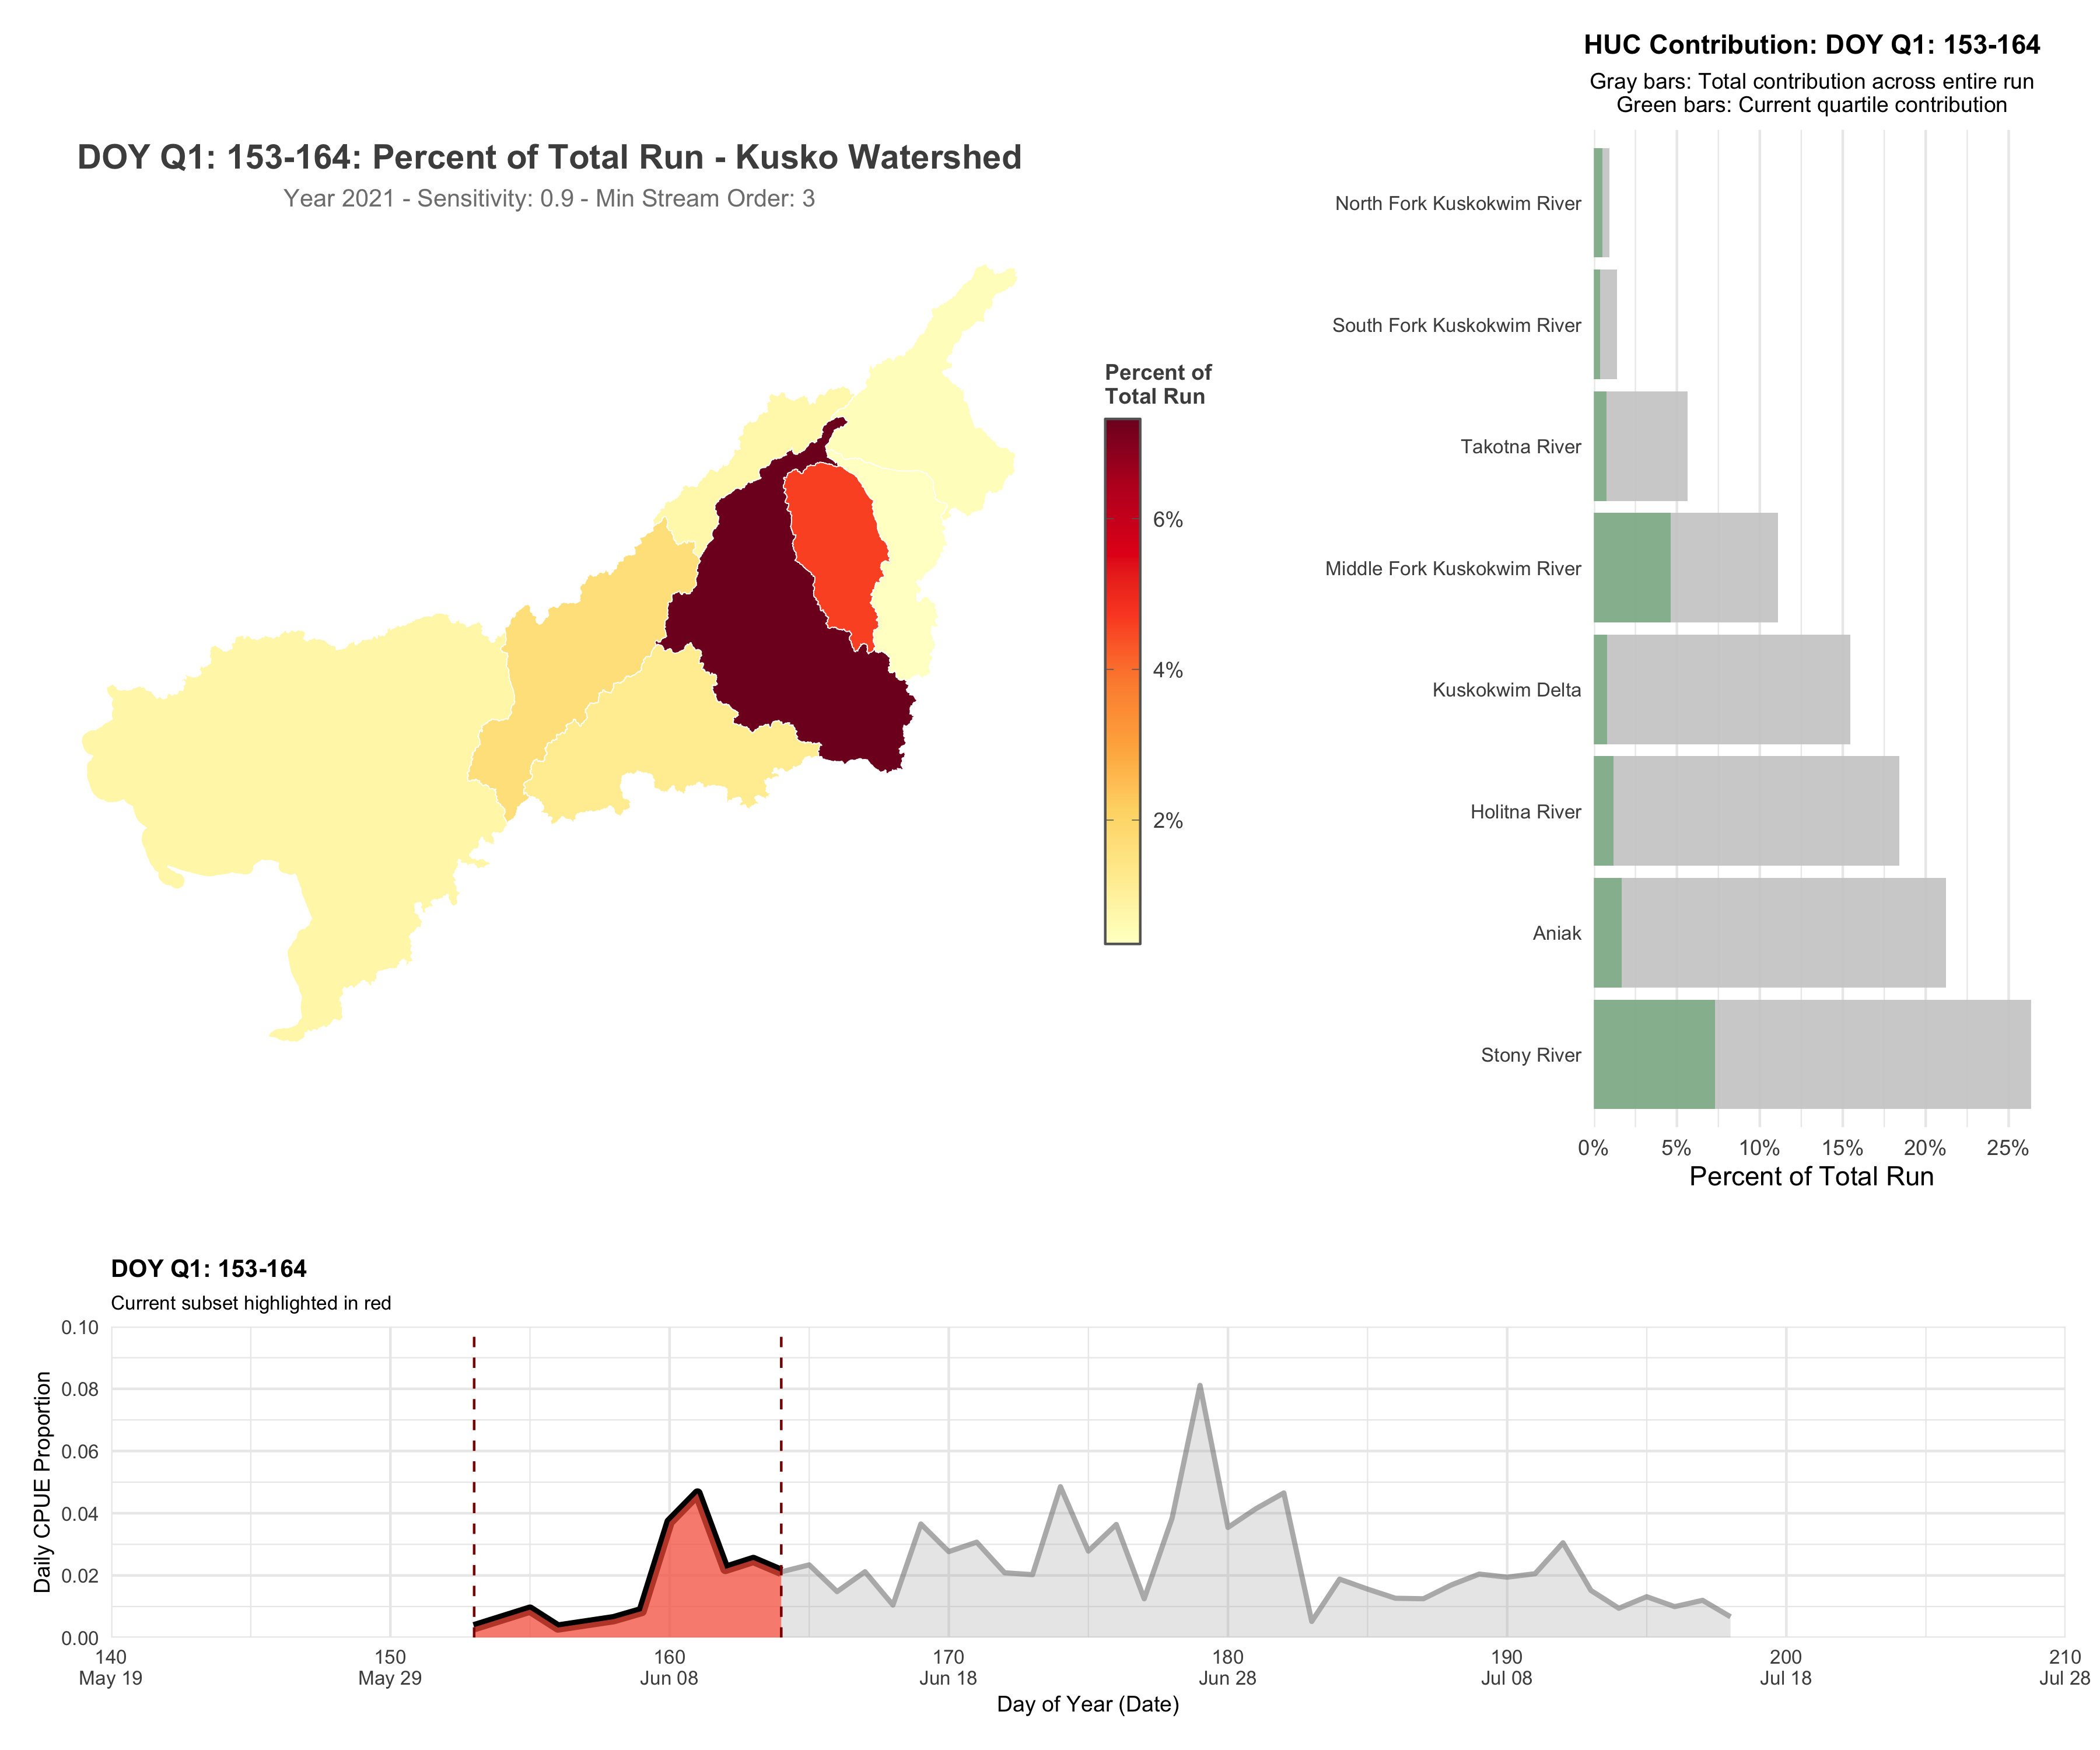 HUC Contribution: DOY Q1: 153-164
Gray bars: Total contribution across entire run
Green bars: Current quartile contribution
DOY Q1: 153-164: Percent of Total Run - Kusko Watershed
Year 2021 - Sensitivity: 0.9 - Min Stream Order: 3
Percent of
Total Run
6%
4%
2%
North Fork Kuskokwim River
South Fork Kuskokwim River
Takotna River
Middle Fork Kuskokwim River
Kuskokwim Delta
Holitna River
Aniak
Stony River
0% 5% 10% 15% 20% 25%
Percent of Total Run
DOY Q1: 153-164
Current subset highlighted in red
Daily CPUE Proportion
0.10
0.08
0.06
0.04
0.02
0.00
140 150 160 170 180 190 200 210
May 19 May 29 Jun 08 Jun 18 Jun 28 Jul 08 Jul 18 Jul 28
Day of Year (Date)